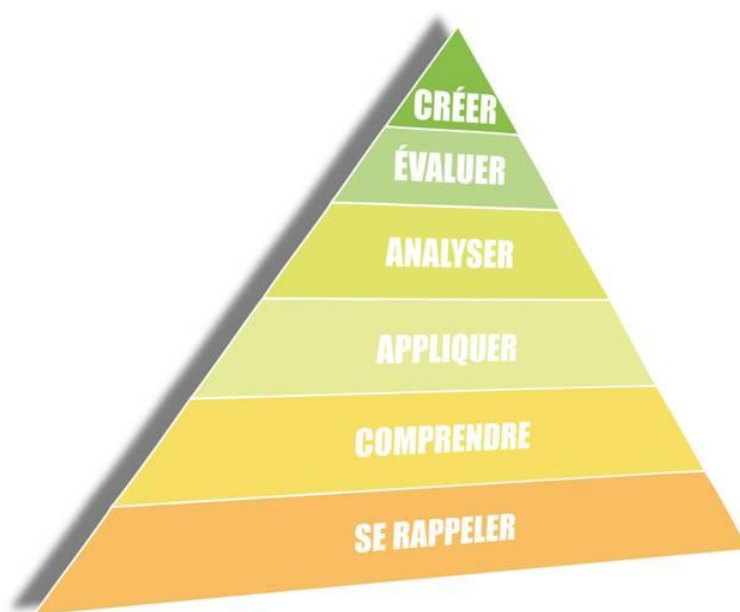 CRÉER
ÉVALUER
ANALYSER
APPLIQUER
COMPRENDRE
SE RAPPELER